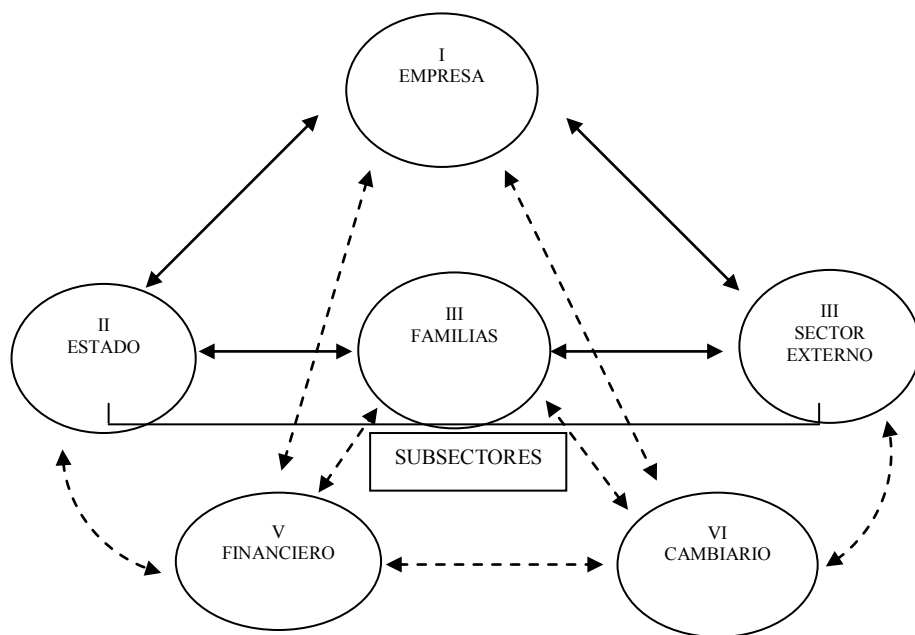 I
EMPRESA
II
ESTADO
III
FAMILIAS
III
SECTOR
EXTERNO
SUBSECTORES
V
FINANCIERO
VI
CAMBIARIO